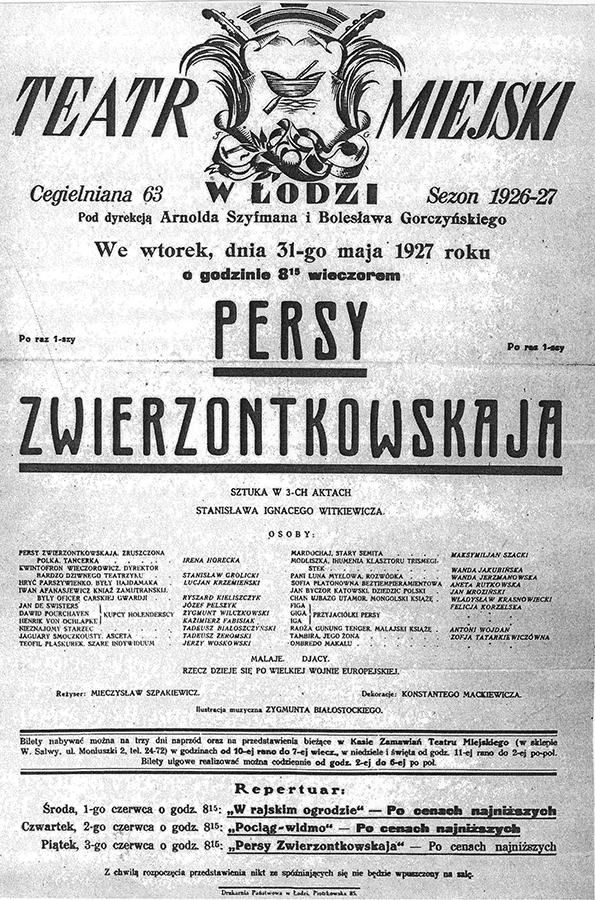 TEATR MIEJSKI
W ŁODZI
Cegielniana 63
Sezon 1926-27
Pod dyrekcją Arnolda Szyfmana i Bolesława Gorczyńskiego
We wtorek, dnia 31-go maja 1927 roku
o godzinie 8¹⁵ wieczorem
Po raz 1-szy
PERSY
Po raz 1-szy
ZWIERZONTKOWSKAJA
SZTUKA W 3-CH AKTACH
STANISŁAWA IGNACEGO WITKIEWICZA.
OSOBY:
PERSY ZWIERZONTKOWSKAJA, ZRUSZCZONA
POLKA, TANCERKA . IRENA HORECKA
KWINTOFRON WIECZOROWICZ, DYREKTOR
BARDZO DZIWNEGO TEATRZYKU . STANISŁAW GROLICKI
HRYĆ PARSZYWIENKO, BYŁY HAJDAMAKA . LUCJAN KRZEMIEŃSKI
IWAN AFANASJEWICZ KNIAŹ ZAMUTRANSKIJ,
BYŁY OFICER CARSKIEJ GWARDJI . RYSZARD KIELISZCZYK
JAN DE SWISTERS JÓZEF PELSZYK
DAVID POURCHAVEN KUPCY HOLENDERSCY ZYGMUNT WILCZKOWSKI
HENRIK VON OCHLAPKE KAZIMIERZ FABISIAK
NIEZNAJOMY STARZEC TADEUSZ BIAŁOSZCZYŃSKI
JAGUARY SMOCZKOUSTY, ASCETA TADEUSZ ŻEROMSKI
TEOFIL PLASKUREK, SZARE INDYWIDUUM JERZY WOSKOWSKI
MARDOCHAJ, STARY SEMITA . MAKSYMILJAN SZACKI
MODLISZKA, IHUMENIA KLASZTORU TRISMEGI-
STEK . WANDA JAKUBIŃSKA
PANI LUNA MYELOWA, ROZWÓDKA . WANDA JERZMANOWSKA
SOFIA PŁATONOWNA BEZTIEMPIERAMIENTOWA ANETA RUTKOWSKA
JAN BYCZOR KATOWSKI, DZIEDZIC POLSKI JAN MROZIŃSKI
CHAN UJBAZO UTAMOR, MONGOLSKI KSIĄŻĘ . WŁADYSŁAW KRASNOWIECKI
FIGA FELICJA KORZELSKA
GIGA PRZYJACIÓŁKI PERSY
IGA
RADŻA GUNUNG TENGER, MALAJSKI KSIĄŻĘ . ANTONI WOJDAN
TAMBIRA, JEGO ŻONA ZOFJA TATARKIEWICZÓWNA
OMBREDO MAKALU
MALAJE. DJACY.
RZECZ DZIEJE SIĘ PO WIELKIEJ WOJNIE EUROPEJSKIEJ.
Reżyser: MIECZYSŁAW SZPAKIEWICZ. Dekoracje: KONSTANTEGO MACKIEWICZA.
Ilustracja muzyczna ZYGMUNTA BIAŁOSTOCKIEGO.
Bilety nabywać można na trzy dni naprzód oraz na przedstawienia bieżące w Kasie Zamawiań Teatru Miejskiego (w sklepie
W. Salwy, ul. Moniuszki 2, tel. 24-72) w godzinach od 10-ej rano do 7-ej wiecz., w niedziele i święta od godz. 11-ej rano do 2-ej po-poł.
Bilety ulgowe realizować można codziennie od godz. 2-ej do 6-ej po poł.
Repertuar:
Środa, 1-go czerwca o godz. 8¹⁵: „W rajskim ogrodzie“ — Po cenach najniższych
Czwartek, 2-go czerwca o godz. 8¹⁵: „Pociąg-widmo“ — Po cenach najniższych
Piątek, 3-go czerwca o godz. 8¹⁵: „Persy Zwierzontkowskaja“ — Po cenach najniższych
Z chwilą rozpoczęcia przedstawienia nikt ze spóźniających się nie będzie wpuszczony na salę.
Drukarnia Państwowa w Łodzi, Piotrkowska 85.